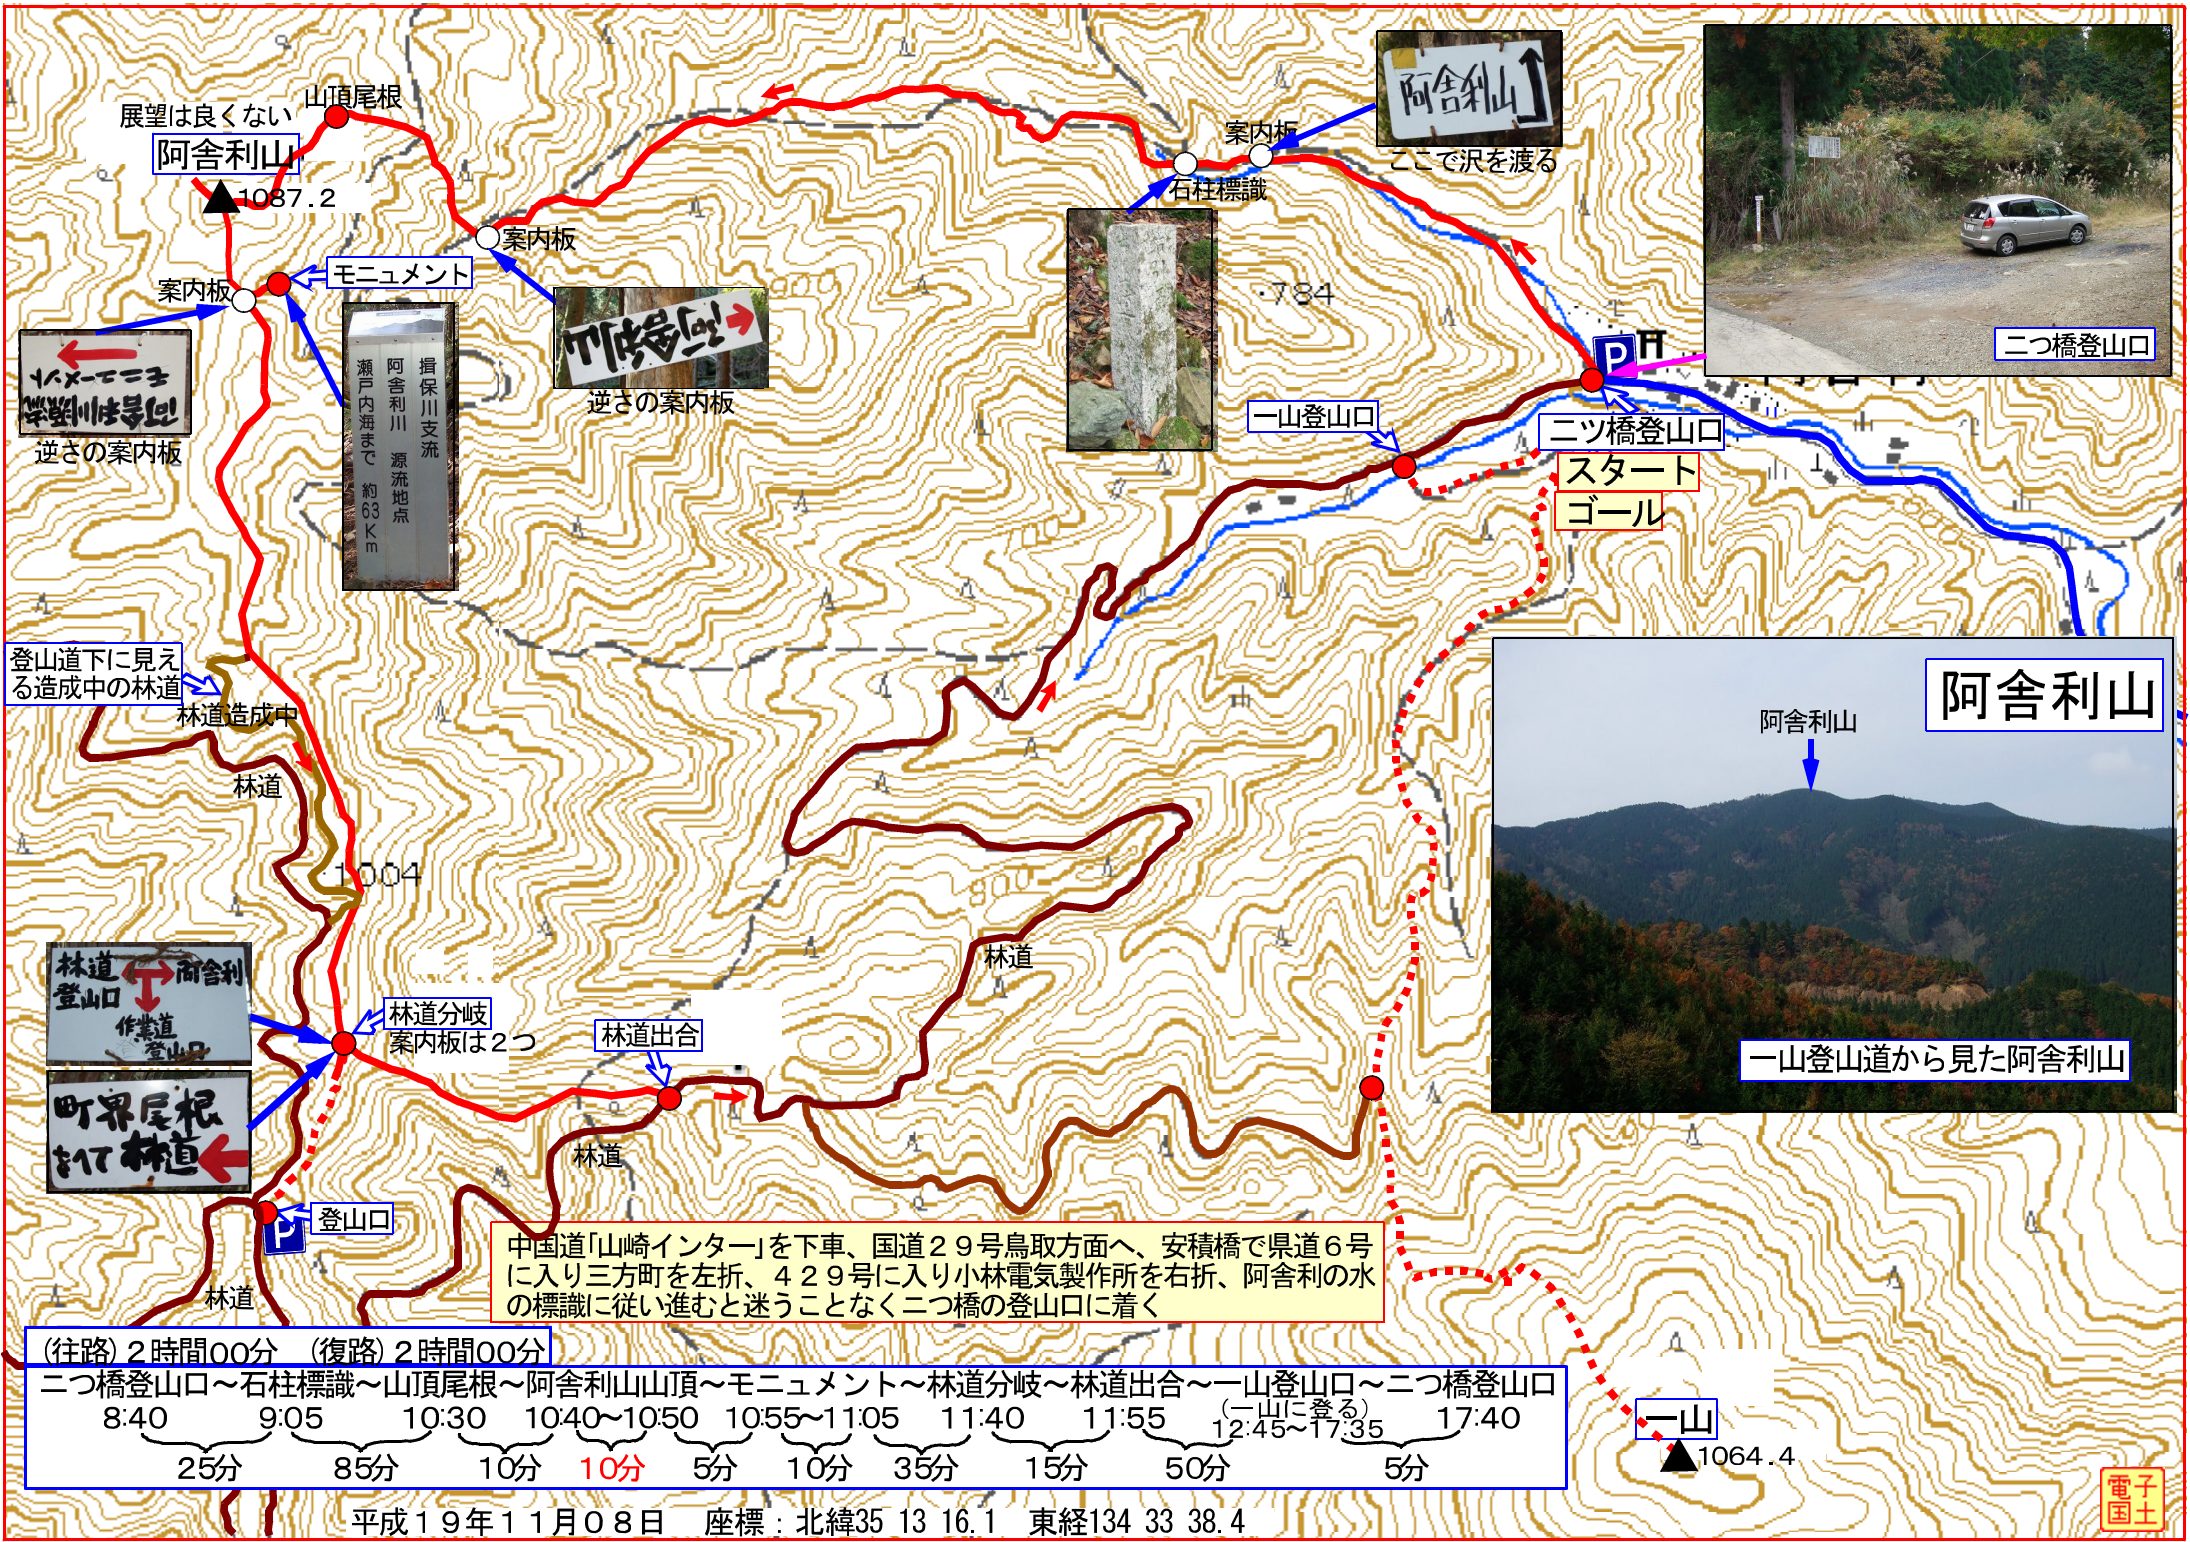 展望は良くない
山頂尾根
阿舎利山
1087.2
案内板
モニュメント
案内板
モニューメント
阿舎利川源流
逆さの案内板
揖保川支流
阿舎利川 源流地点
瀬戸内海まで 約63Km
阿舎利山
逆さの案内板
案内板
阿舎利山
ここで沢を渡る
石柱標識
784
二つ橋登山口
P
一山登山口
ニツ橋登山口
スタート
ゴール
登山道下に見え
る造成中の林道
林道造成中
林道
1004
900
林道
阿舎利山
阿舎利山
一山登山道から見た阿舎利山
林道
登山口
阿舎利
作業道
登山口
林道分岐
案内板は２つ
町界尾根
をへて 林道
林道出合
林道
登山口
P
林道
中国道｢山崎インター｣を下車、国道２９号鳥取方面へ、安積橋で県道６号
に入り三方町を左折、４２９号に入り小林電気製作所を右折、阿舎利の水
の標識に従い進むと迷うことなく二つ橋の登山口に着く
(往路)２時間00分 (復路)２時間00分
二つ橋登山口～石柱標識～山頂尾根～阿舎利山山頂～モニュメント～林道分岐～林道出合～一山登山口～二つ橋登山口
8:40 9:05 10:30 10:40～10:50 10:55～11:05 11:40 11:55 (一山に登る) 12:45～17:35 17:40
25分 85分 10分 10分 5分 10分 35分 15分 50分 5分
一山
1064.4
平成１９年１１月０８日 座標：北緯35 13 16.1 東経134 33 38.4
電子
国土